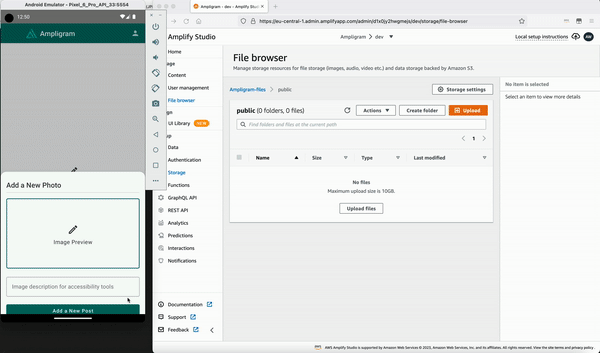 Android Emulator - Pixel_6_Pro_API_33:5554
12:50
Ampligram
Add a New Photo
Image Preview
Image description for accessibility tools
Add a New Post
Ampligram - dev - Amplify Studio
https://eu-central-1.admin.amplifyapp.com/admin/d1x0jy2hwgmejs/dev/storage/file-browser
Amplify Studio
Ampligram
dev
Local setup instructions
AW
Home
Content
User management
File browser
UI Library
NEW
Data
Authentication
Storage
Functions
GraphQL API
REST API
Analytics
Predictions
Interactions
Notifications
Documentation
Support
Feedback
File browser
Manage storage resources for file storage (images, audio, video etc.) and data storage backed by Amazon S3.
Ampligram-files
public
Storage settings
public (0 folders, 0 files)
Actions
Create folder
Upload
Find folders and files at the current path
1
Name
Size
Type
Last modified
No files
Maximum upload size is 10GB.
Upload files
No item is selected
Select an item to view more details
AWS Amplify Studio is supported by Amazon Web Services © 2023, Amazon Web Services, Inc. and its affiliates. All rights reserved. View the site terms and privacy policy.